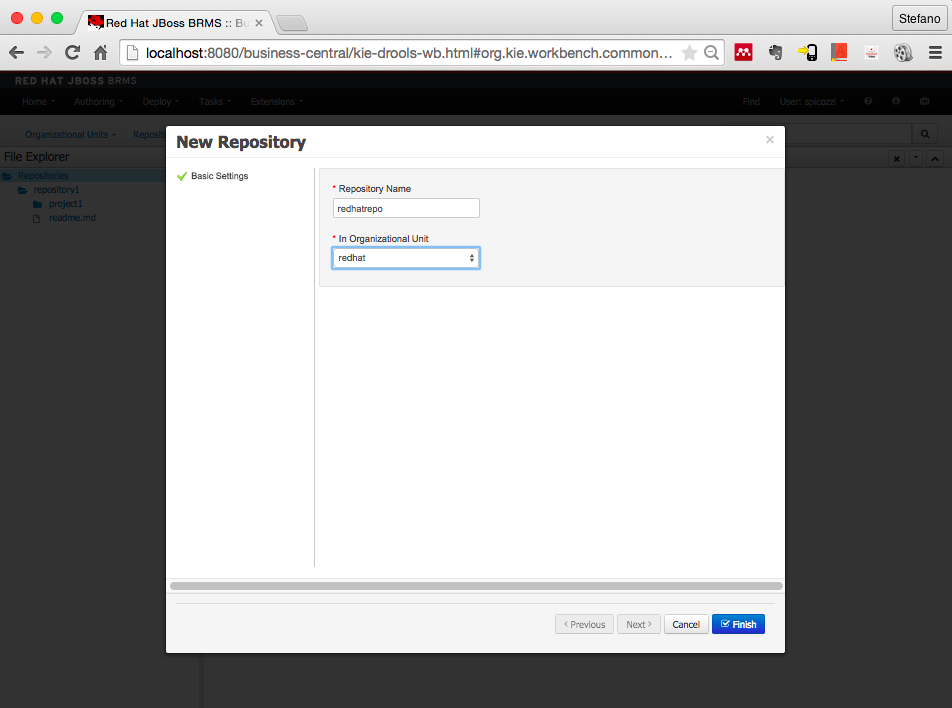 Red Hat JBoss BRMS :: Bu
Stefano
localhost:8080/business-central/kie-drools-wb.html#org.kie.workbench.common...
RED HAT JBOSS BRMS
Home Authoring Deploy Tasks Extensions Find User: spicozzi
Organizational Units Reposit
File Explorer
Repositories
repository1
project1
readme.md
New Repository
Basic Settings
* Repository Name
redhatrepo
* In Organizational Unit
redhat
Previous Next Cancel Finish